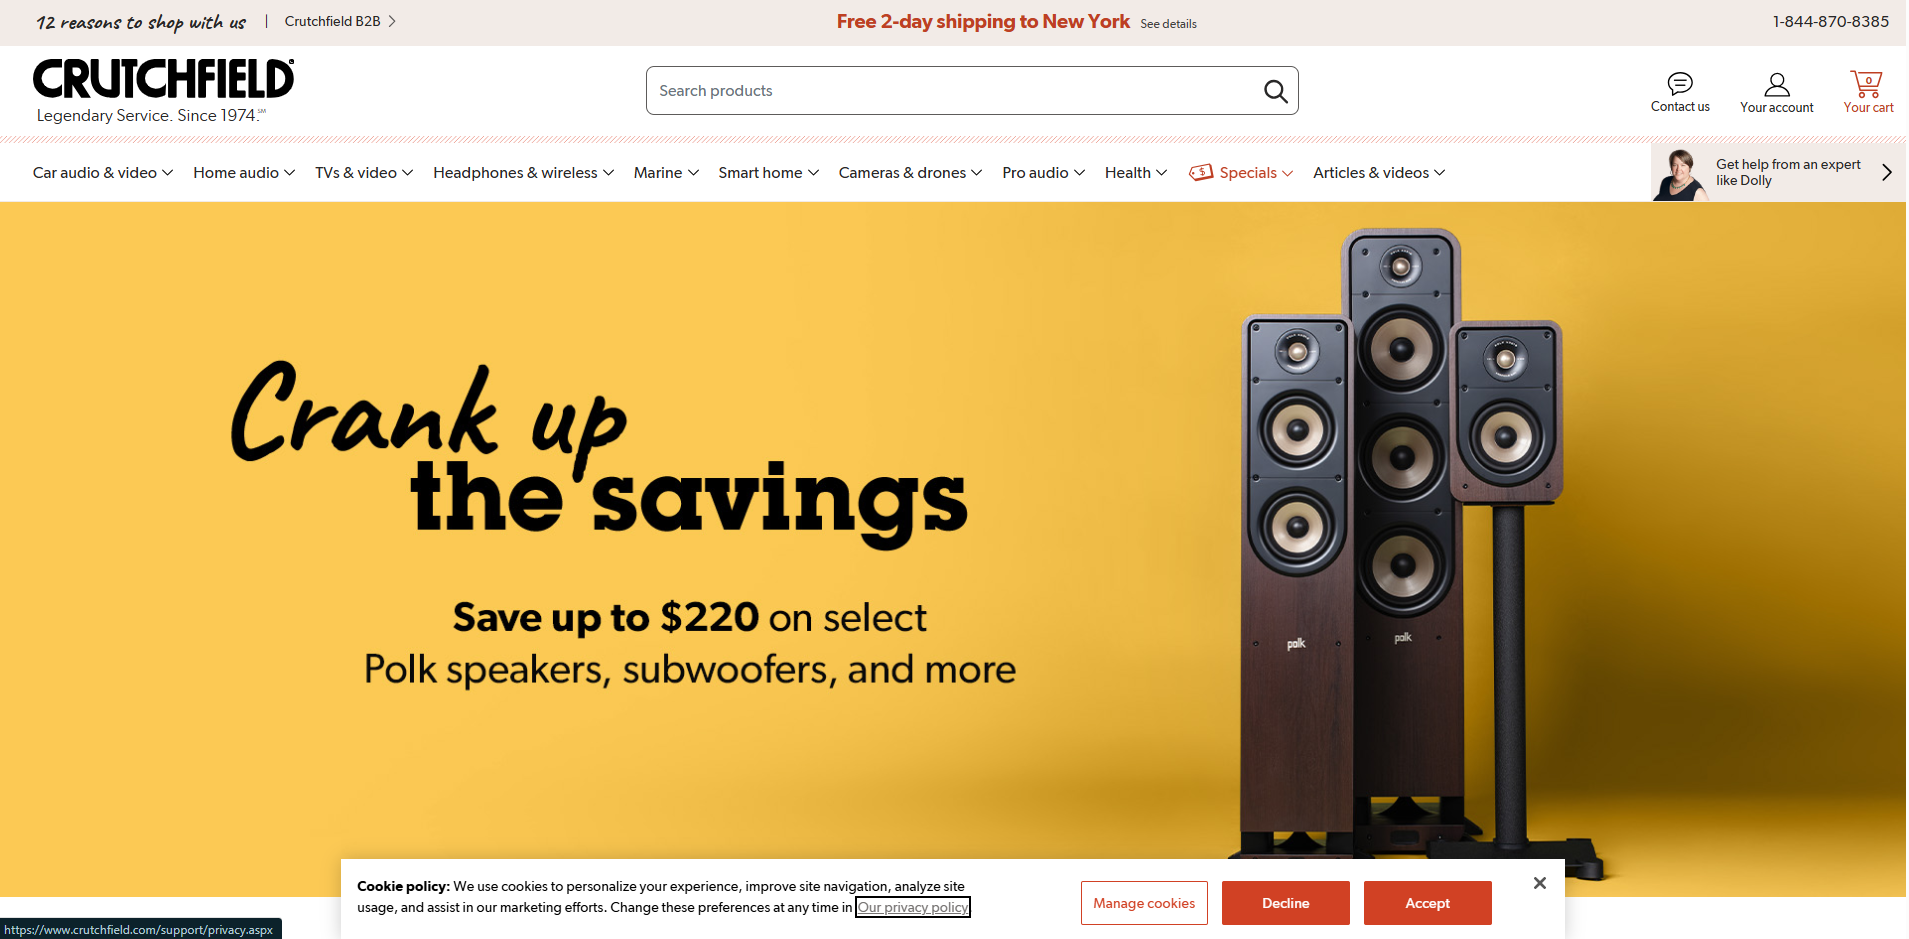 12 reasons to shop with us | Crutchfield B2B
Free 2-day shipping to New York See details
1-844-870-8385
CRUTCHFIELD
Legendary Service. Since 1974.℠
Search products
Contact us
Your account
0
Your cart
Car audio & video Home audio TVs & video Headphones & wireless Marine Smart home Cameras & drones Pro audio Health $ Specials Articles & videos
Get help from an expert
like Dolly
Crank up
the savings
Save up to $220 on select
Polk speakers, subwoofers, and more
polk
polk
Cookie policy: We use cookies to personalize your experience, improve site navigation, analyze site
usage, and assist in our marketing efforts. Change these preferences at any time in Our privacy policy.
Manage cookies
Decline
Accept
https://www.crutchfield.com/support/privacy.aspx